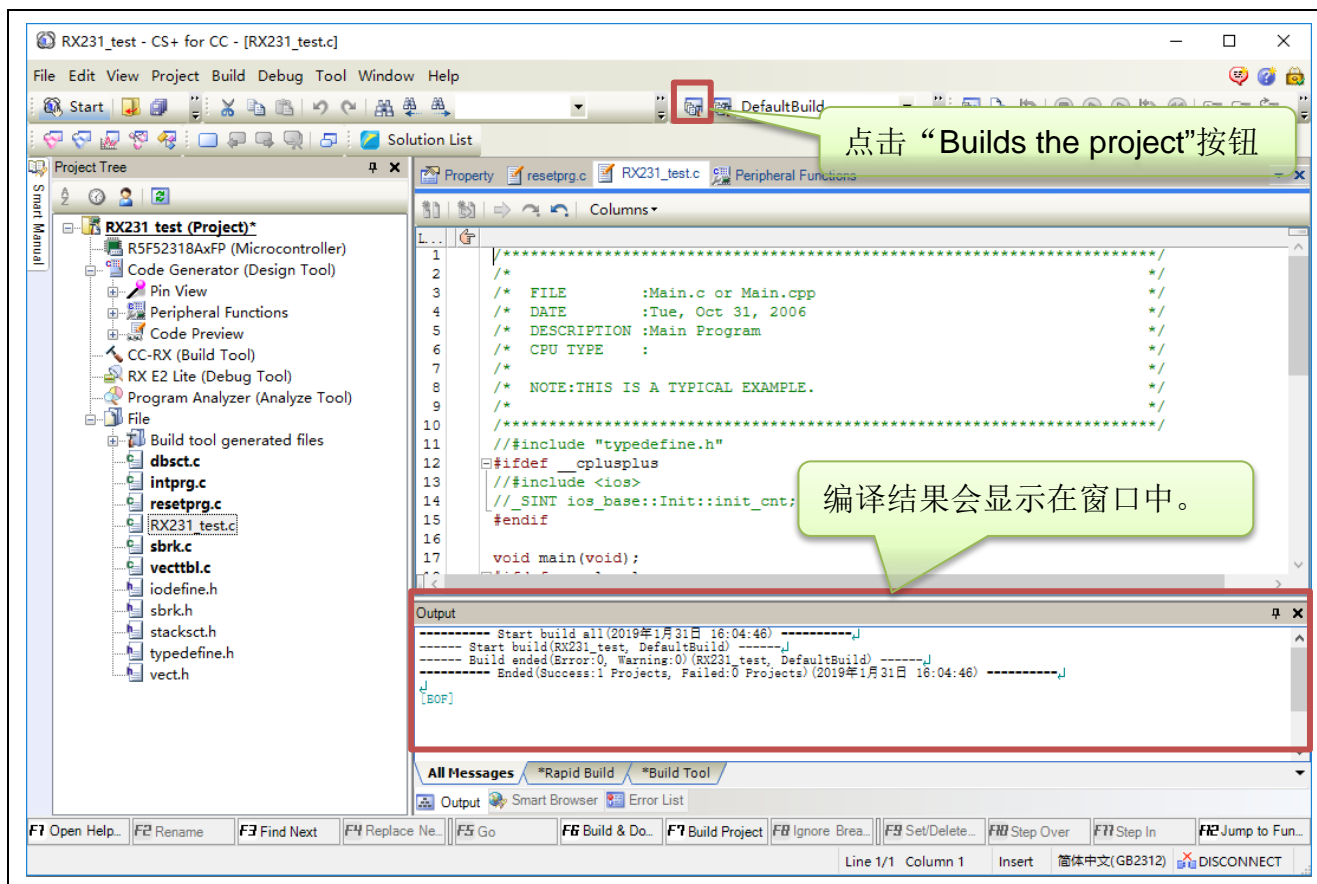 RX231_test - CS+ for CC - [RX231_test.c]
File Edit View Project Build Debug Tool Window Help
Start
DefaultBuild
Solution List
点击“Builds the project”按钮
Project Tree
Smart Manual
Property resetprg.c RX231_test.c Peripheral Functions
Columns
RX231_test (Project)*
R5F52318AxFP (Microcontroller)
Code Generator (Design Tool)
Pin View
Peripheral Functions
Code Preview
CC-RX (Build Tool)
RX E2 Lite (Debug Tool)
Program Analyzer (Analyze Tool)
File
Build tool generated files
dbsct.c
intprg.c
resetprg.c
RX231_test.c
sbrk.c
vecttbl.c
iodefine.h
sbrk.h
stacksct.h
typedefine.h
vect.h
L...
1 /***********************************************************************/
2 /* */
3 /* FILE :Main.c or Main.cpp */
4 /* DATE :Tue, Oct 31, 2006 */
5 /* DESCRIPTION :Main Program */
6 /* CPU TYPE : */
7 /* */
8 /* NOTE:THIS IS A TYPICAL EXAMPLE. */
9 /* */
10 /***********************************************************************/
11 //#include "typedefine.h"
12 #ifdef __cplusplus
13 //#include <ios>
14 //_SINT ios_base::Init::init_cnt;
15 #endif
16
17 void main(void);
编译结果会显示在窗口中。
Output
---------- Start build all(2019年1月31日 16:04:46) ----------
------ Start build(RX231_test, DefaultBuild) ------
------ Build ended(Error:0, Warning:0)(RX231_test, DefaultBuild) ------
---------- Ended(Success:1 Projects, Failed:0 Projects)(2019年1月31日 16:04:46) ----------
[EOF]
All Messages *Rapid Build *Build Tool
Output Smart Browser Error List
F1 Open Help... F2 Rename F3 Find Next F4 Replace Ne... F5 Go F6 Build & Do... F7 Build Project F8 Ignore Brea... F9 Set/Delete... F10 Step Over F11 Step In F12 Jump to Fun...
Line 1/1 Column 1 Insert 简体中文(GB2312) DISCONNECT